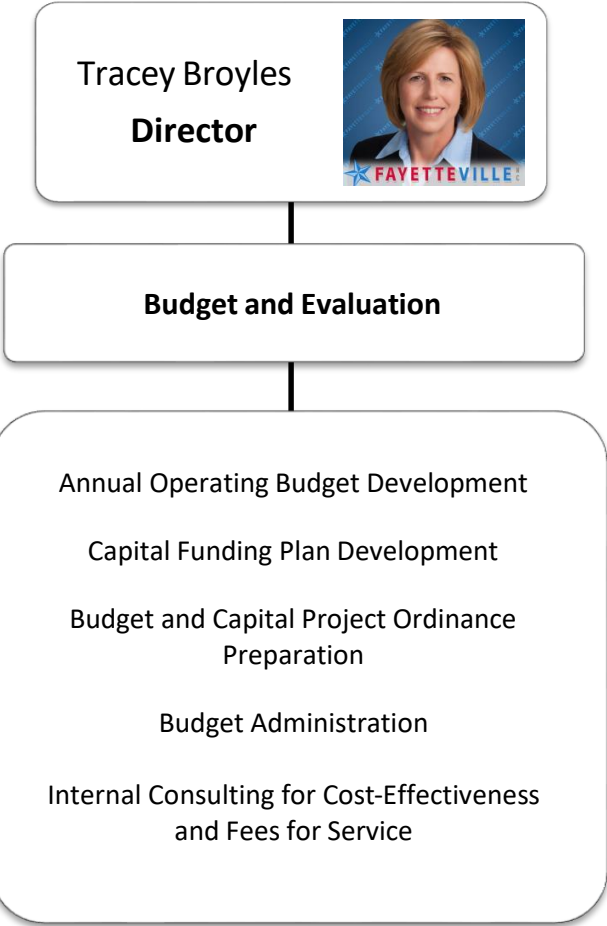 Tracey Broyles
Director
FAYETTEVILLE
Budget and Evaluation
Annual Operating Budget Development
Capital Funding Plan Development
Budget and Capital Project Ordinance
Preparation
Budget Administration
Internal Consulting for Cost-Effectiveness
and Fees for Service